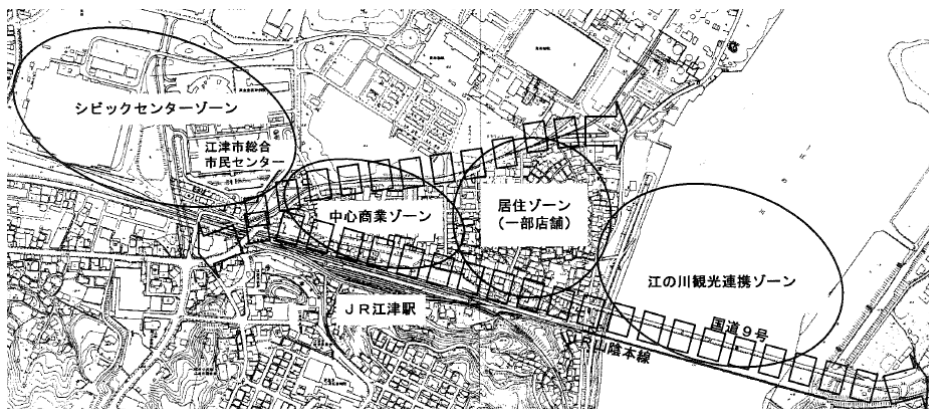 シビックセンターゾーン
江津市総合
市民センター
中心商業ゾーン
居住ゾーン
(一部店舗)
江の川観光連携ゾーン
JR江津駅
国道9号
JR山陰本線